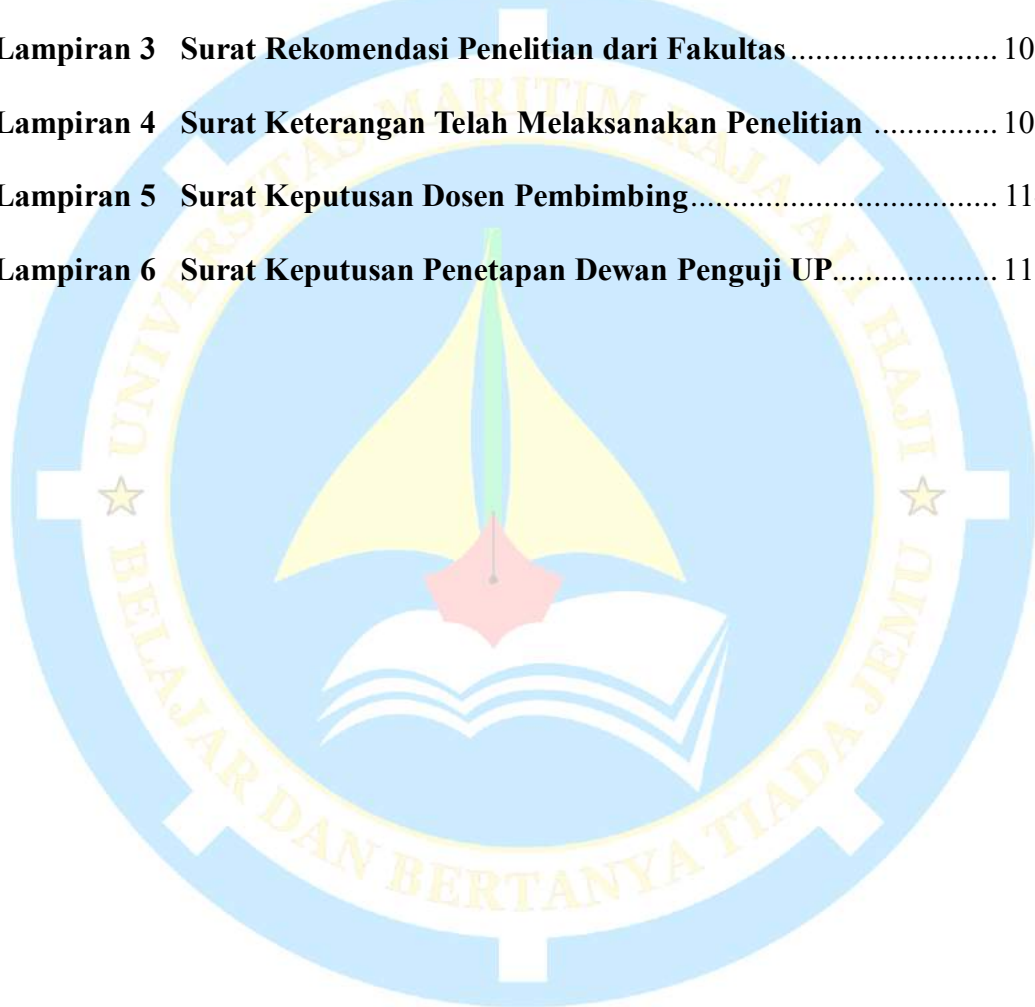 Lampiran 3 Surat Rekomendasi Penelitian dari Fakultas ......................... 10
Lampiran 4 Surat Keterangan Telah Melaksanakan Penelitian ............... 10
Lampiran 5 Surat Keputusan Dosen Pembimbing..................................... 11
Lampiran 6 Surat Keputusan Penetapan Dewan Penguji UP.................... 11
UNIVERSITAS MARITIM RAJA ALI HAJI
BELAJAR DAN BERTANYA TIADA JEMU